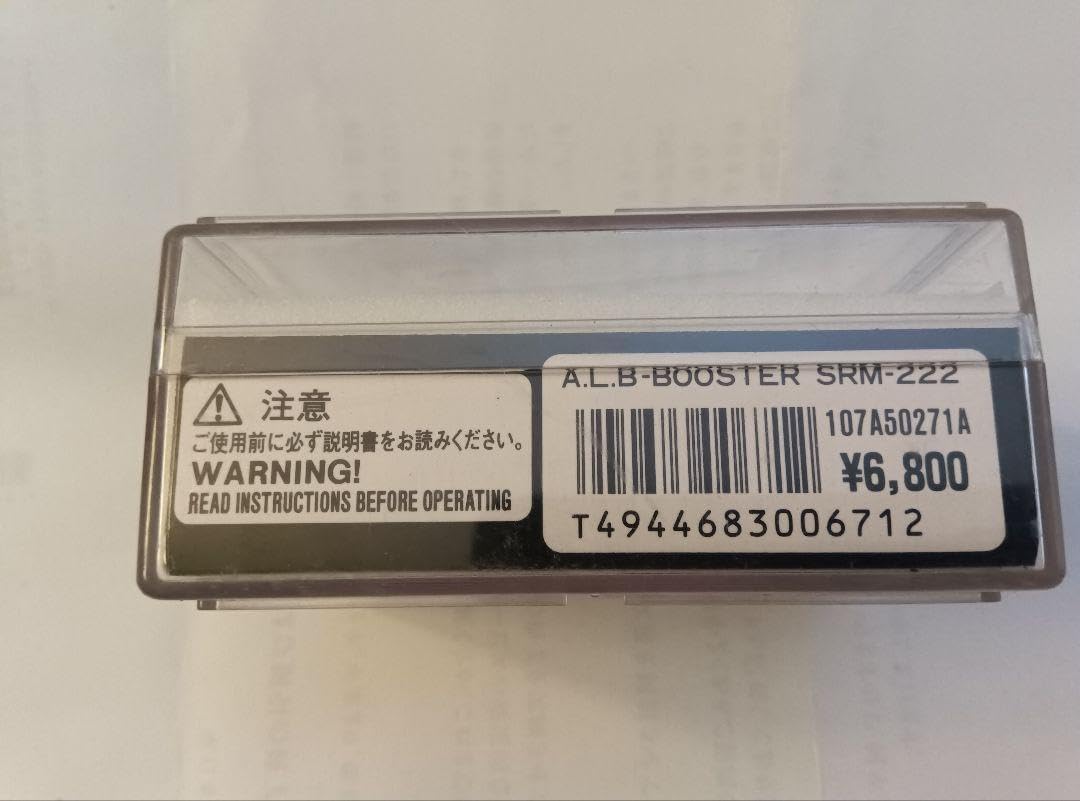 注意
ご使用前に必ず説明書をお読みください。
WARNING!
READ INSTRUCTIONS BEFORE OPERATING
A.L.B-BOOSTER SRM-222
107A50271A
¥6,800
T4944683006712